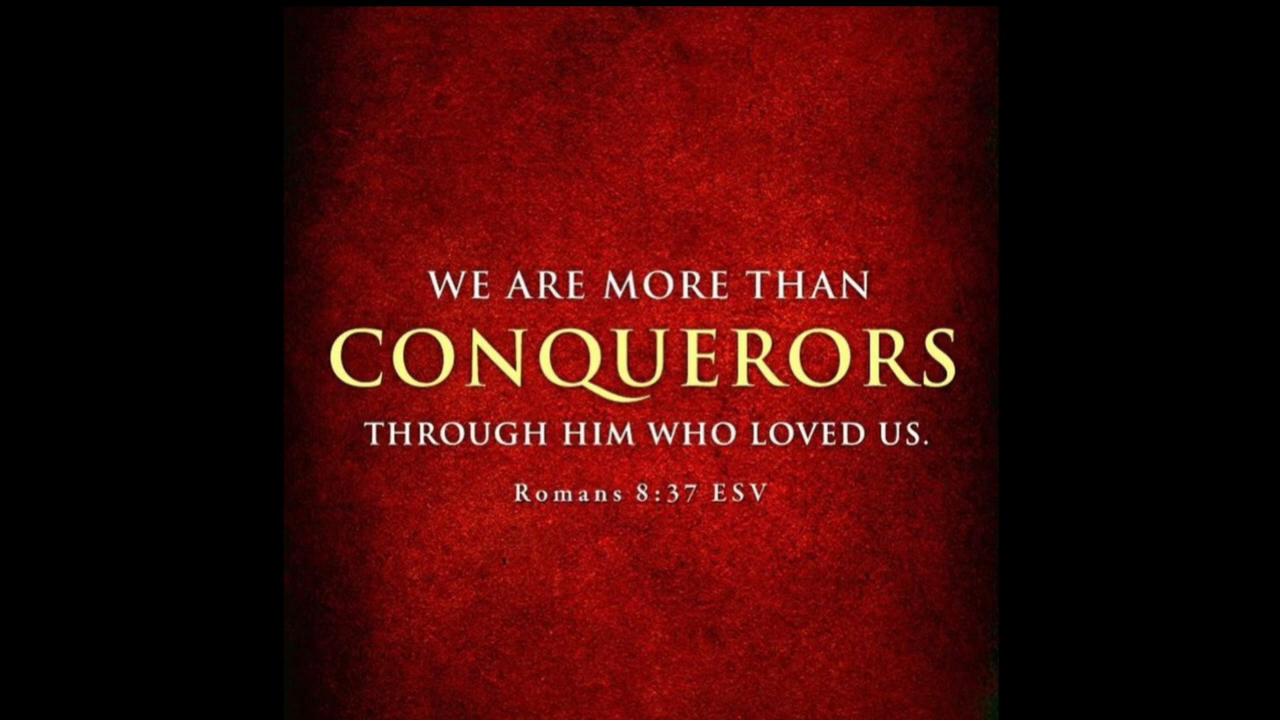 WE ARE MORE THAN
CONQUERORS
THROUGH HIM WHO LOVED US.
Romans 8:37 ESV